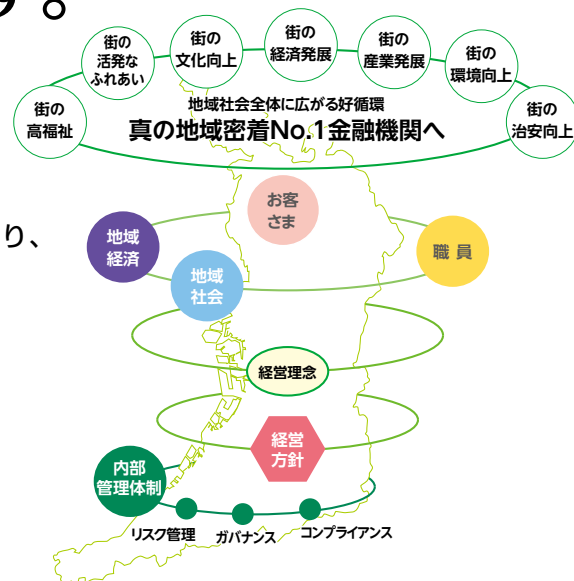 す。
街の
高福祉
街の
活発な
ふれあい
街の
文化向上
街の
経済発展
街の
産業発展
街の
環境向上
街の
治安向上
地域社会全体に広がる好循環
真の地域密着No.1金融機関へ
り、
お客
さま
地域
経済
職員
地域
社会
経営理念
経営
方針
内部
管理体制
リスク管理
ガバナンス
コンプライアンス